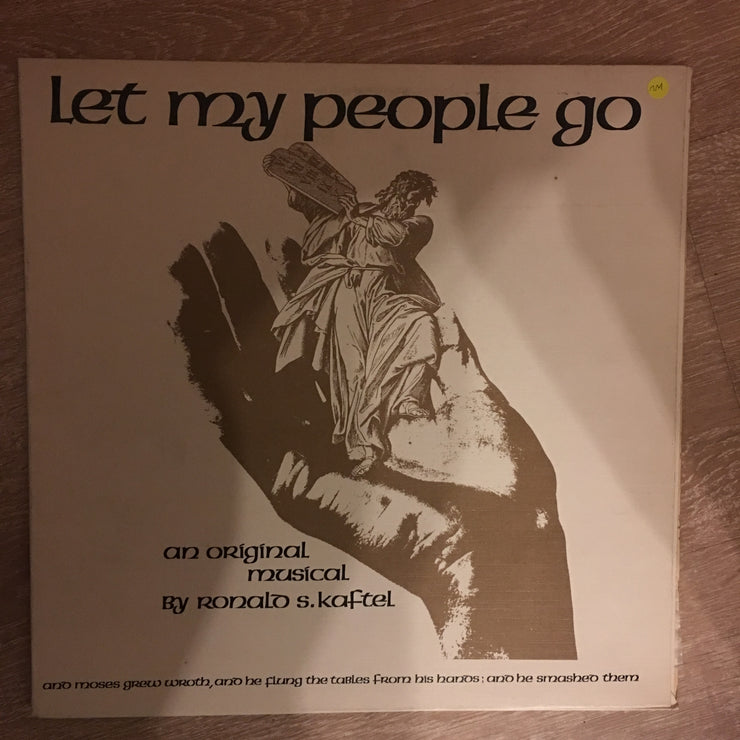 let my people go
NM
an original
musical
By Ronald S. Kaftel
and moses grew wroth, and he flung the tables from his hands: and he smashed them